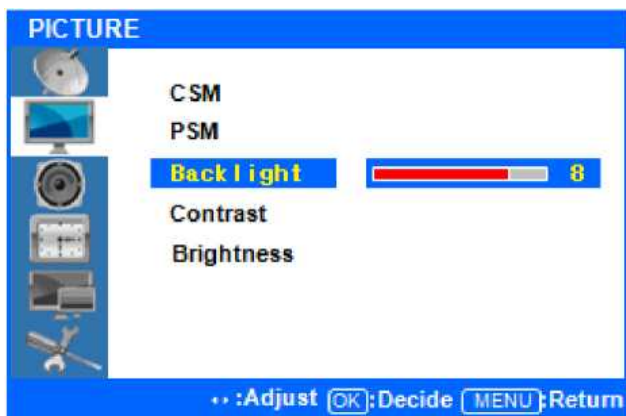 PICTURE
CSM
PSM
Backlight 8
Contrast
Brightness
:Adjust OK:Decide MENU:Return